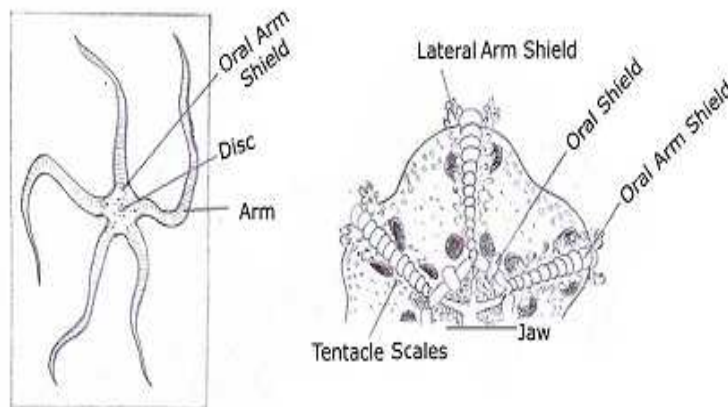 Oral Arm
Shield
Disc
Arm
Lateral Arm Shield
Oral Shield
Oral Arm Shield
Tentacle Scales
Jaw